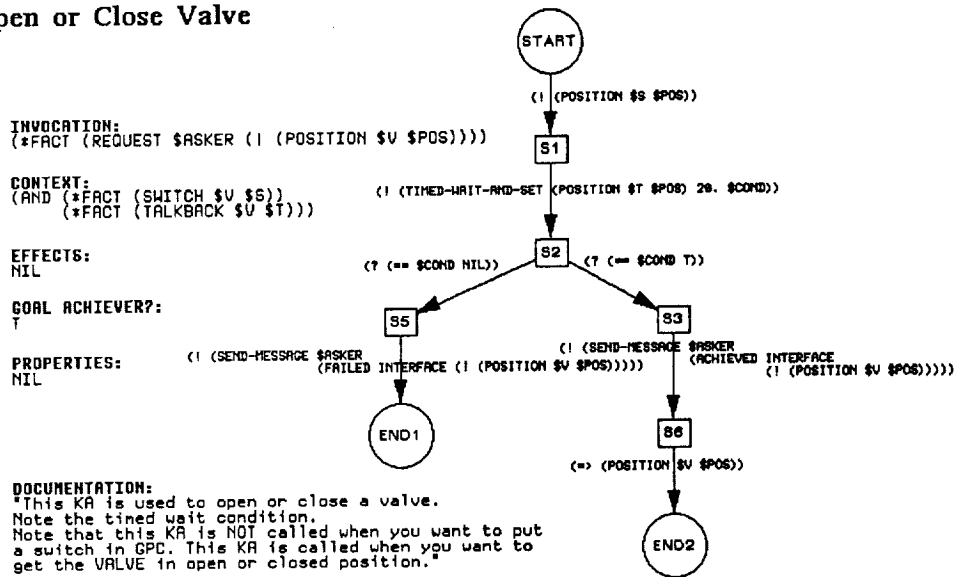 pen or Close Valve
START
(! (POSITION $S $POS))
INVOCATION:
(*FACT (REQUEST $ASKER (! (POSITION $V $POS))))
S1
CONTEXT:
(AND (*FACT (SWITCH $V $S))
(*FACT (TALKBACK $V $T)))
(! (TIMED-WAIT-AND-SET (POSITION $T $POS) 20. $COND))
S2
EFFECTS:
NIL
(? (== $COND NIL))
(? (== $COND T))
GOAL ACHIEVER?:
T
S5
S3
PROPERTIES:
NIL
(! (SEND-MESSAGE $ASKER
(FAILED INTERFACE (! (POSITION $V $POS)))))
(! (SEND-MESSAGE $ASKER
(ACHIEVED INTERFACE
(! (POSITION $V $POS)))))
END1
S6
(=> (POSITION $V $POS))
END2
DOCUMENTATION:
"This KA is used to open or close a valve.
Note the timed wait condition.
Note that this KA is NOT called when you want to put
a switch in GPC. This KA is called when you want to
get the VALVE in open or closed position."